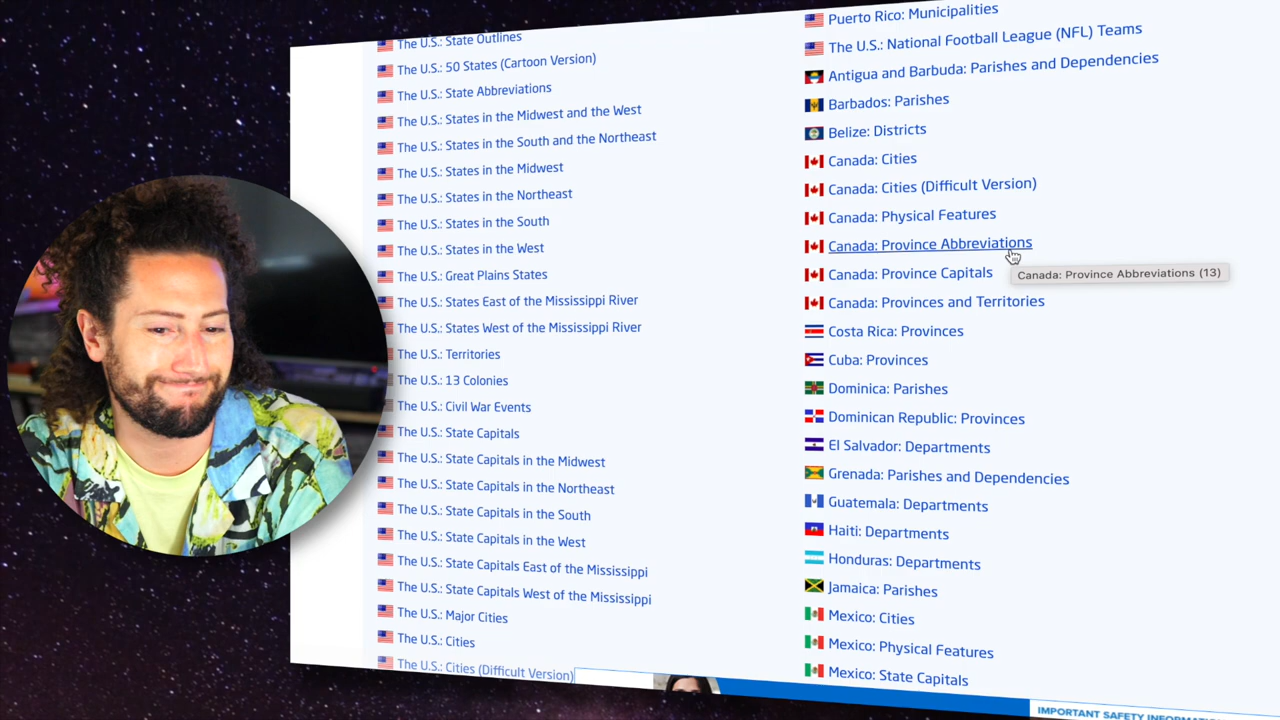 The U.S.: State Outlines
The U.S.: 50 States (Cartoon Version)
The U.S.: State Abbreviations
The U.S.: States in the Midwest and the West
The U.S.: States in the South and the Northeast
The U.S.: States in the Midwest
The U.S.: States in the Northeast
The U.S.: States in the South
The U.S.: States in the West
The U.S.: Great Plains States
The U.S.: States East of the Mississippi River
The U.S.: States West of the Mississippi River
The U.S.: Territories
The U.S.: 13 Colonies
The U.S.: Civil War Events
The U.S.: State Capitals
The U.S.: State Capitals in the Midwest
The U.S.: State Capitals in the Northeast
The U.S.: State Capitals in the South
The U.S.: State Capitals in the West
The U.S.: State Capitals East of the Mississippi
The U.S.: State Capitals West of the Mississippi
The U.S.: Major Cities
The U.S.: Cities
The U.S.: Cities (Difficult Version)
Puerto Rico: Municipalities
The U.S.: National Football League (NFL) Teams
Antigua and Barbuda: Parishes and Dependencies
Barbados: Parishes
Belize: Districts
Canada: Cities
Canada: Cities (Difficult Version)
Canada: Physical Features
Canada: Province Abbreviations
Canada: Province Capitals
Canada: Province Abbreviations (13)
Canada: Provinces and Territories
Costa Rica: Provinces
Cuba: Provinces
Dominica: Parishes
Dominican Republic: Provinces
El Salvador: Departments
Grenada: Parishes and Dependencies
Guatemala: Departments
Haiti: Departments
Honduras: Departments
Jamaica: Parishes
Mexico: Cities
Mexico: Physical Features
Mexico: State Capitals
IMPORTANT SAFETY